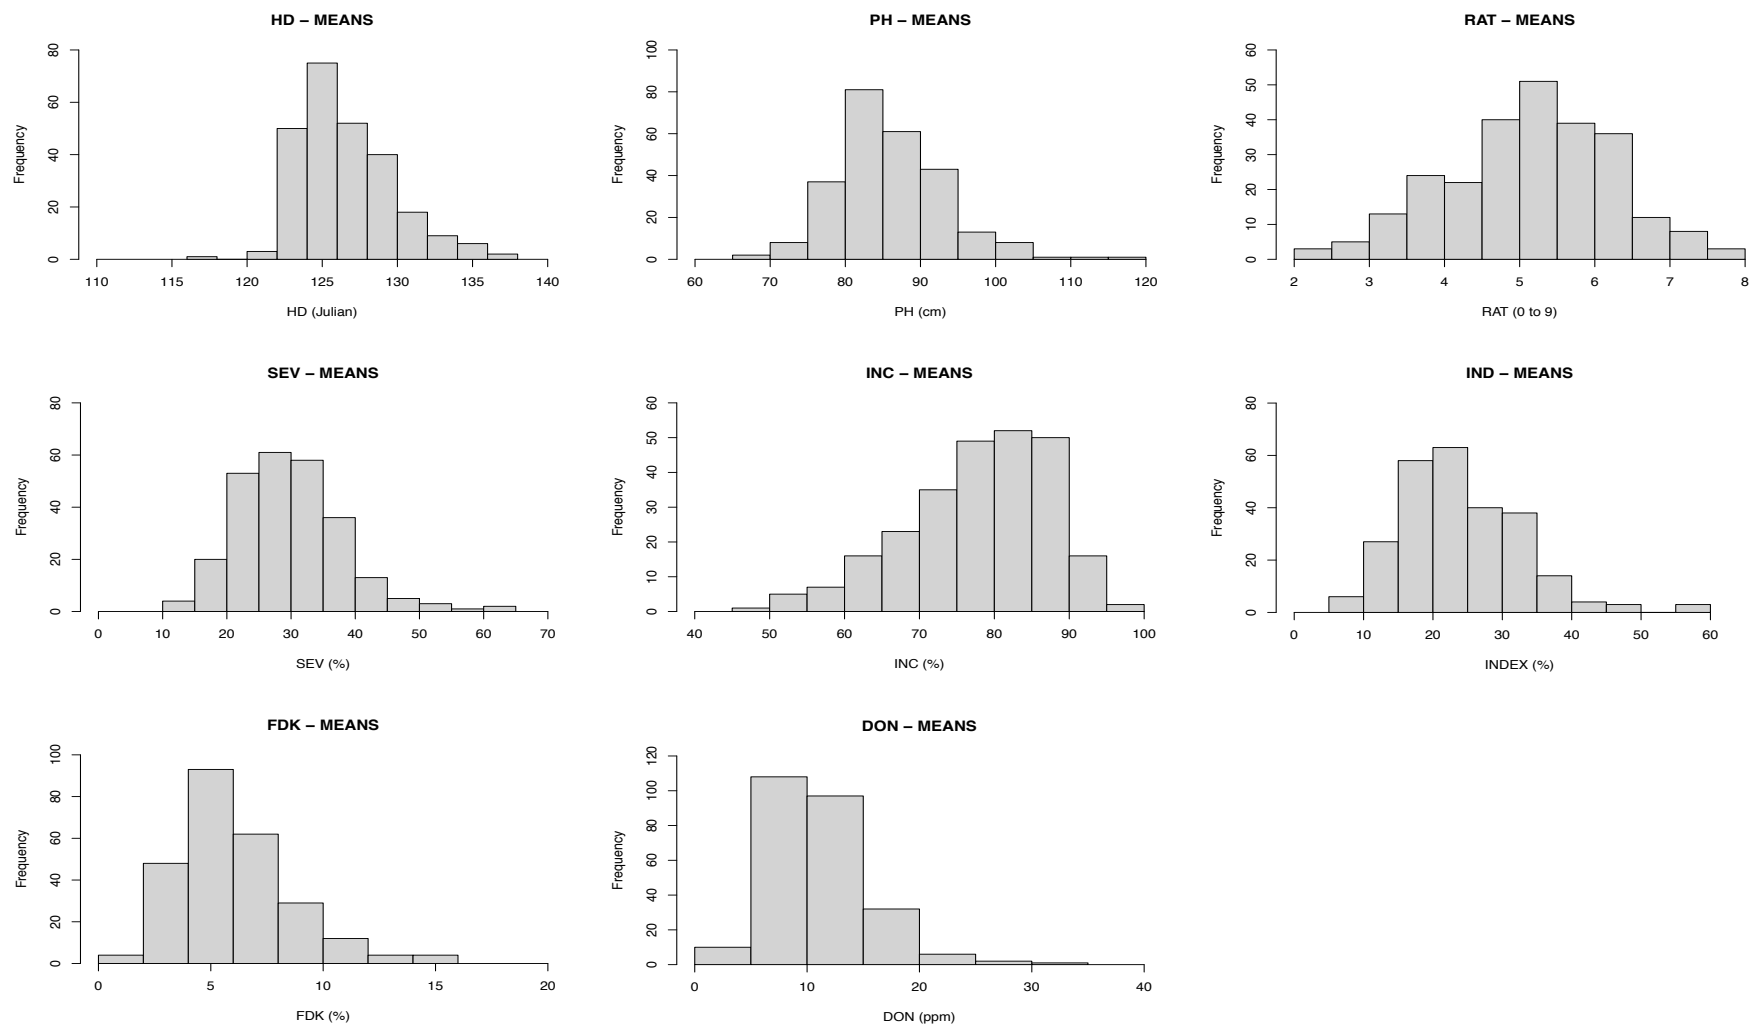 HD – MEANS
Frequency
0 20 40 60 80
110 115 120 125 130 135 140
HD (Julian)
PH – MEANS
Frequency
0 20 40 60 80 100
60 70 80 90 100 110 120
PH (cm)
RAT – MEANS
Frequency
0 10 20 30 40 50 60
2 3 4 5 6 7 8
RAT (0 to 9)
SEV – MEANS
Frequency
0 20 40 60 80
0 10 20 30 40 50 60 70
SEV (%)
INC – MEANS
Frequency
0 10 20 30 40 50 60
40 50 60 70 80 90 100
INC (%)
IND – MEANS
Frequency
0 20 40 60 80
0 10 20 30 40 50 60
INDEX (%)
FDK – MEANS
Frequency
0 20 40 60 80 100
0 5 10 15 20
FDK (%)
DON – MEANS
Frequency
0 20 40 60 80 100 120
0 10 20 30 40
DON (ppm)